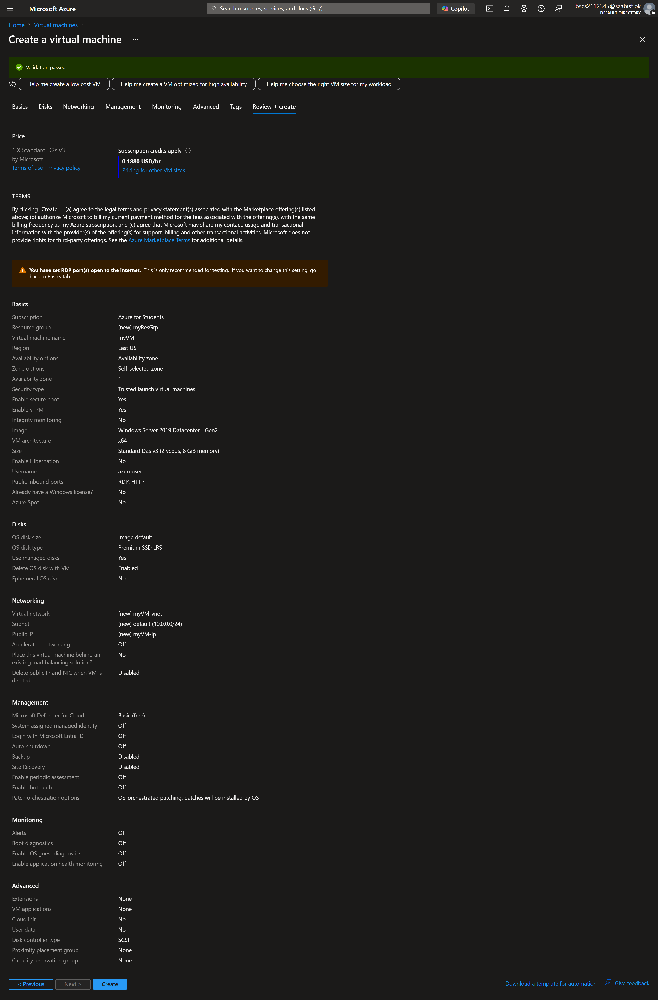 Microsoft Azure
Search resources, services, and docs (G+/)
Copilot
bscs2112345@szabist.pk
DEFAULT DIRECTORY
Home > Virtual machines >
Create a virtual machine ...
Validation passed
Help me create a low cost VM
Help me create a VM optimized for high availability
Help me choose the right VM size for my workload
Basics Disks Networking Management Monitoring Advanced Tags Review + create
Price
1 X Standard D2s v3
by Microsoft
Terms of use | Privacy policy
Subscription credits apply
0.1880 USD/hr
Pricing for other VM sizes
TERMS
By clicking "Create", I (a) agree to the legal terms and privacy statement(s) associated with the Marketplace offering(s) listed
above; (b) authorize Microsoft to bill my current payment method for the fees associated with the offering(s), with the same
billing frequency as my Azure subscription; and (c) agree that Microsoft may share my contact, usage and transactional
information with the provider(s) of the offering(s) for support, billing and other transactional activities. Microsoft does not
provide rights for third-party offerings. See the Azure Marketplace Terms for additional details.
You have set RDP port(s) open to the internet. This is only recommended for testing. If you want to change this setting, go
back to Basics tab.
Basics
Subscription Azure for Students
Resource group (new) myResGrp
Virtual machine name myVM
Region East US
Availability options Availability zone
Zone options Self-selected zone
Availability zone 1
Security type Trusted launch virtual machines
Enable secure boot Yes
Enable vTPM Yes
Integrity monitoring No
Image Windows Server 2019 Datacenter - Gen2
VM architecture x64
Size Standard D2s v3 (2 vcpus, 8 GiB memory)
Enable Hibernation No
Username azureuser
Public inbound ports RDP, HTTP
Already have a Windows license? No
Azure Spot No
Disks
OS disk size Image default
OS disk type Premium SSD LRS
Use managed disks Yes
Delete OS disk with VM Enabled
Ephemeral OS disk No
Networking
Virtual network (new) myVM-vnet
Subnet (new) default (10.0.0.0/24)
Public IP (new) myVM-ip
Accelerated networking Off
Place this virtual machine behind an No
existing load balancing solution?
Delete public IP and NIC when VM is Disabled
deleted
Management
Microsoft Defender for Cloud Basic (free)
System assigned managed identity Off
Login with Microsoft Entra ID Off
Auto-shutdown Off
Backup Disabled
Site Recovery Disabled
Enable periodic assessment Off
Enable hotpatch Off
Patch orchestration options OS-orchestrated patching: patches will be installed by OS
Monitoring
Alerts Off
Boot diagnostics Off
Enable OS guest diagnostics Off
Enable application health monitoring Off
Advanced
Extensions None
VM applications None
Cloud init No
User data No
Disk controller type SCSI
Proximity placement group None
Capacity reservation group None
< Previous
Next >
Create
Download a template for automation
Give feedback